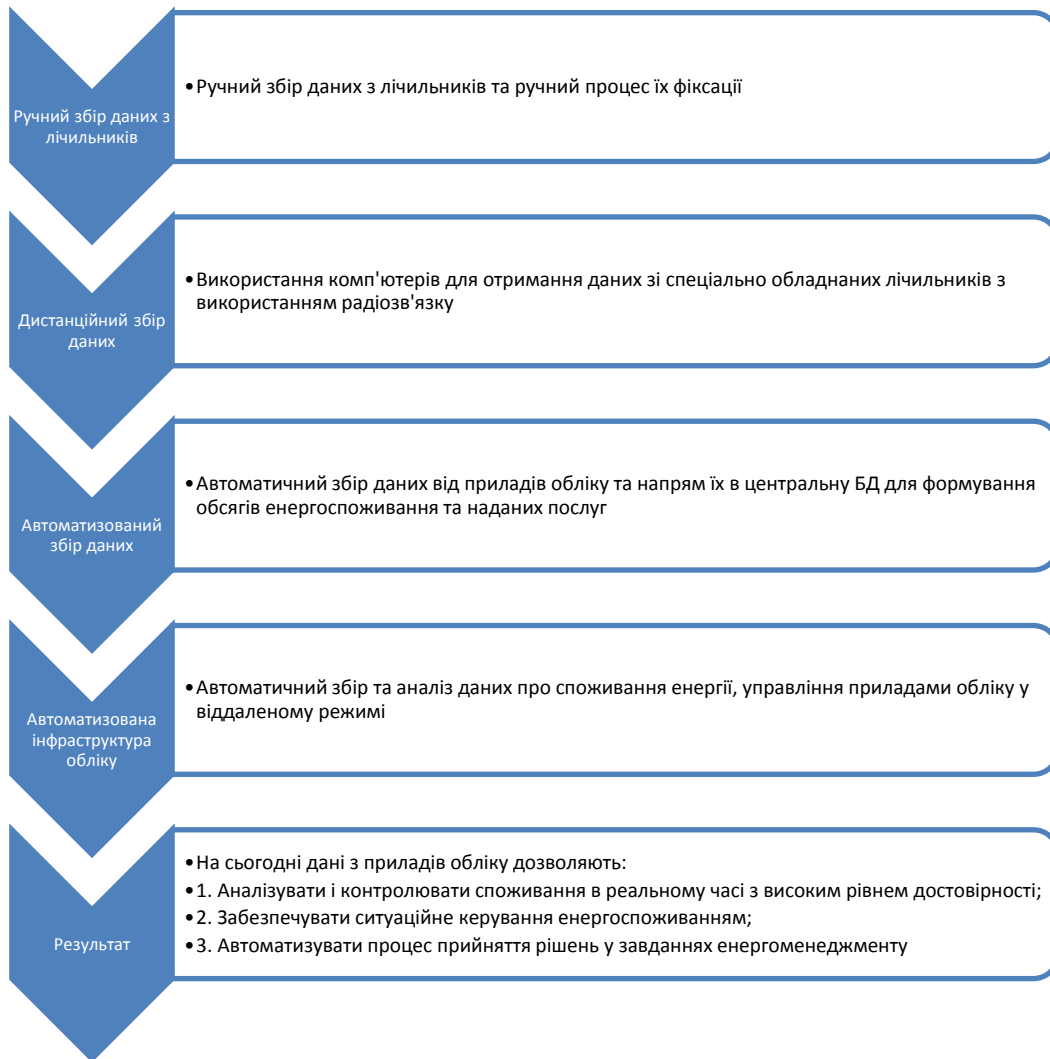 Ручний збір даних з
лічильників
•Ручний збір даних з лічильників та ручний процес їх фіксації
Дистанційний збір
даних
•Використання комп'ютерів для отримання даних зі спеціально обладнаних лічильників з
використанням радіозв'язку
Автоматизований
збір даних
•Автоматичний збір даних від приладів обліку та напрям їх в центральну БД для формування
обсягів енергоспоживання та наданих послуг
Автоматизована
інфраструктура
обліку
•Автоматичний збір та аналіз даних про споживання енергії, управління приладами обліку у
віддаленому режимі
Результат
•На сьогодні дані з приладів обліку дозволяють:
•1. Аналізувати і контролювати споживання в реальному часі з високим рівнем достовірності;
•2. Забезпечувати ситуаційне керування енергоспоживанням;
•3. Автоматизувати процес прийняття рішень у завданнях енергоменеджменту